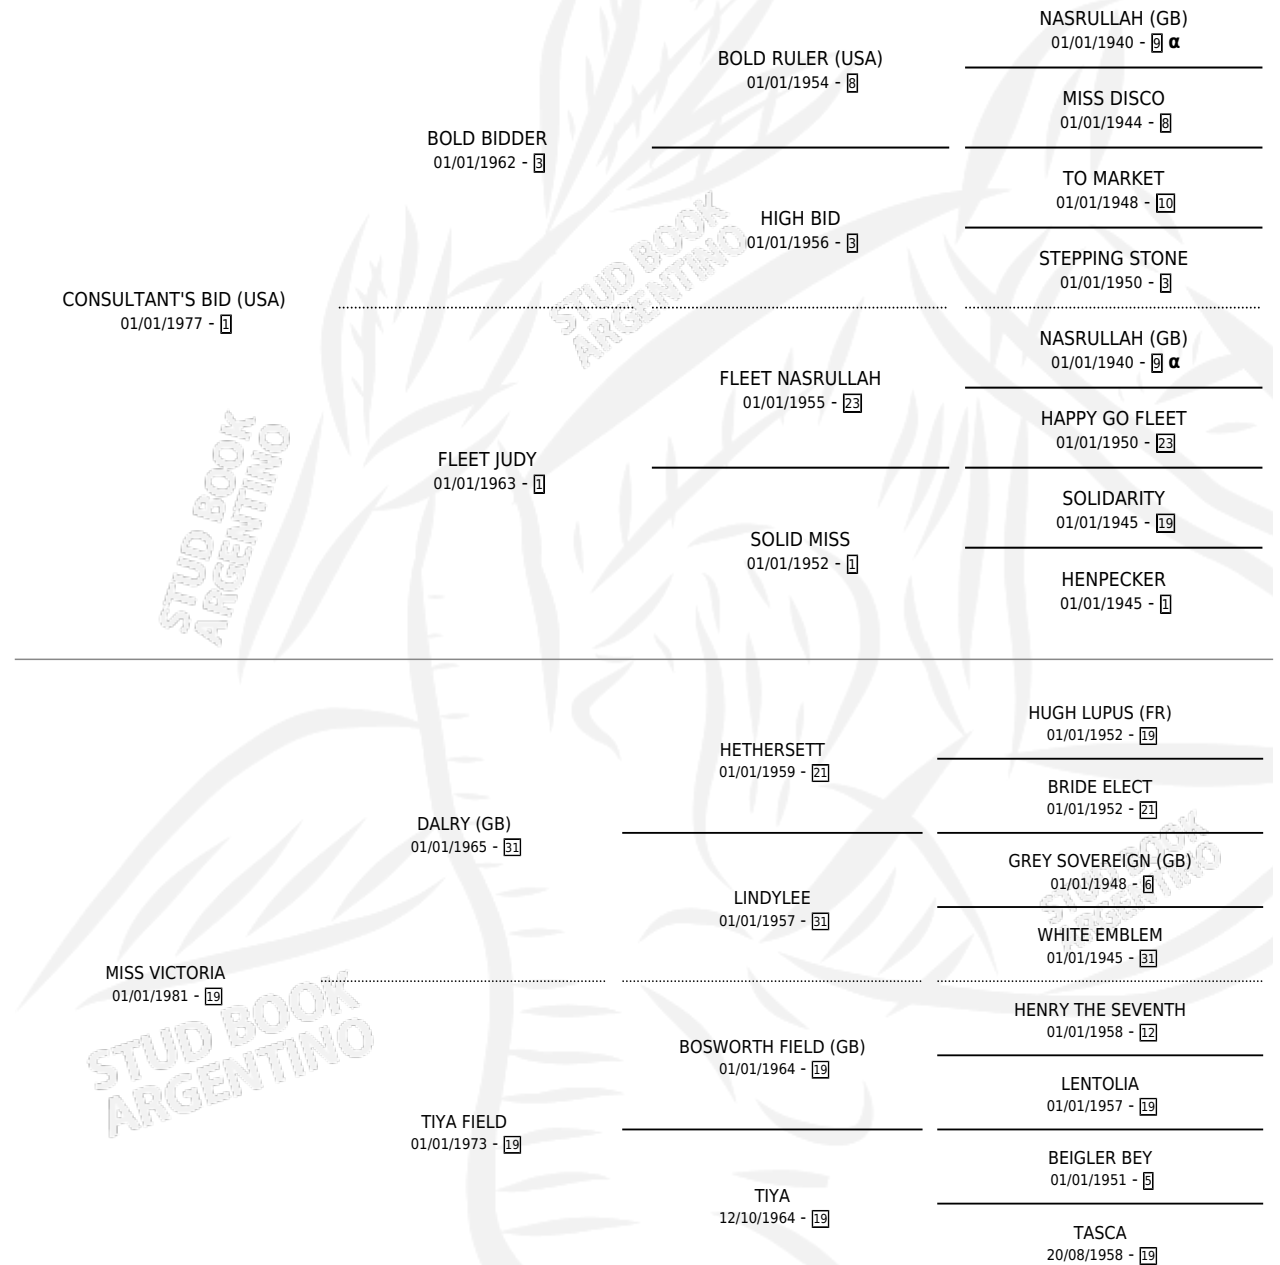 NASRULLAH (GB)
01/01/1940 - 9 α
BOLD RULER (USA)
01/01/1954 - 8
MISS DISCO
01/01/1944 - 8
BOLD BIDDER
01/01/1962 - 3
TO MARKET
01/01/1948 - 10
HIGH BID
01/01/1956 - 3
STEPPING STONE
01/01/1950 - 3
CONSULTANT'S BID (USA)
01/01/1977 - 1
NASRULLAH (GB)
01/01/1940 - 9 α
FLEET NASRULLAH
01/01/1955 - 23
HAPPY GO FLEET
01/01/1950 - 23
FLEET JUDY
01/01/1963 - 1
SOLIDARITY
01/01/1945 - 19
SOLID MISS
01/01/1952 - 1
HENPECKER
01/01/1945 - 1
HUGH LUPUS (FR)
01/01/1952 - 19
HETHERSETT
01/01/1959 - 21
BRIDE ELECT
01/01/1952 - 21
DALRY (GB)
01/01/1965 - 31
GREY SOVEREIGN (GB)
01/01/1948 - 6
LINDYLEE
01/01/1957 - 31
WHITE EMBLEM
01/01/1945 - 31
MISS VICTORIA
01/01/1981 - 19
HENRY THE SEVENTH
01/01/1958 - 12
BOSWORTH FIELD (GB)
01/01/1964 - 19
LENTOLIA
01/01/1957 - 19
TIYA FIELD
01/01/1973 - 19
BEIGLER BEY
01/01/1951 - 5
TIYA
12/10/1964 - 19
TASCA
20/08/1958 - 19
STUD BOOK
ARGENTINO
STUD BOOK
ARGENTINO
STUD BOOK
ARGENTINO
STUD BOOK
ARGENTINO